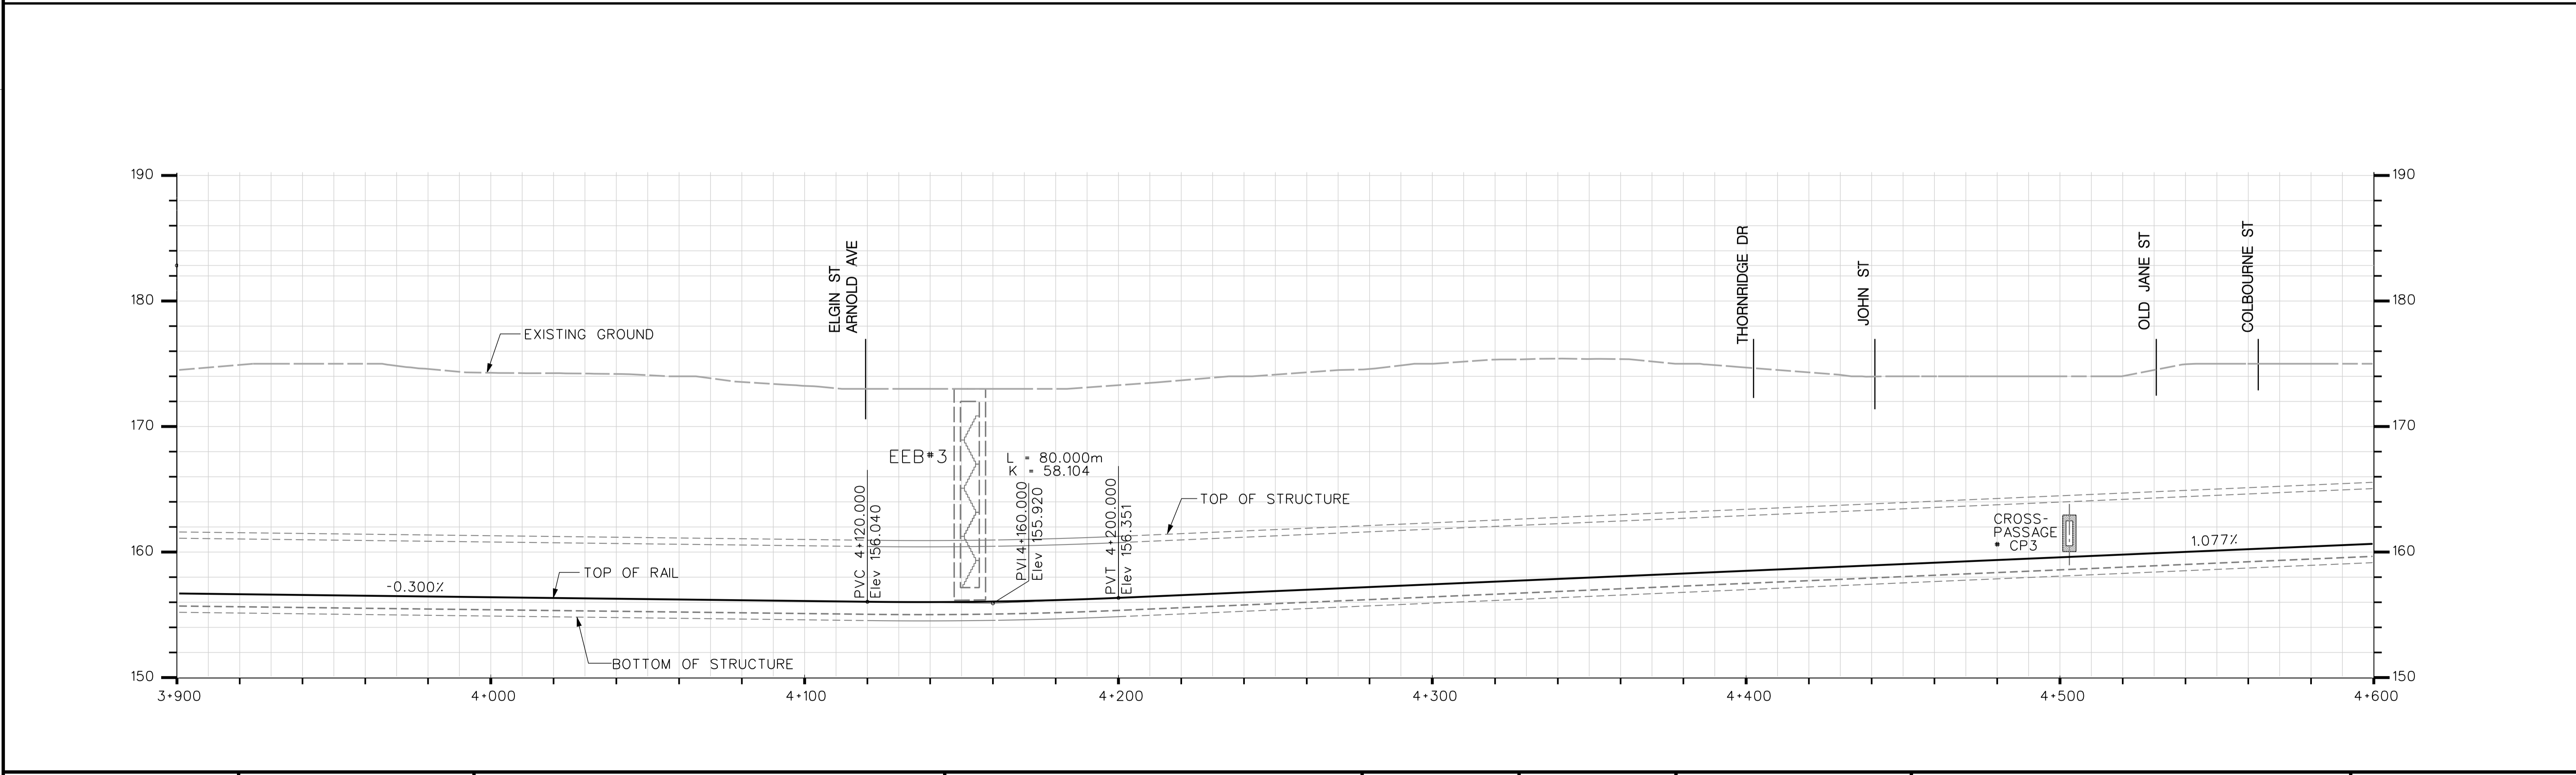 190
190
THORNRIDGE DR
OLD JANE ST
COLBOURNE ST
ELGIN ST
ARNOLD AVE
JOHN ST
180
180
EXISTING GROUND
170
170
EEB#3
L = 80.000m
K = 58.104
PVC 4+120.000
Elev 156.040
PVI 4+160.000
Elev 155.920
PVT 4+200.000
Elev 156.351
TOP OF STRUCTURE
CROSS-
PASSAGE
# CP3
1.077%
160
160
TOP OF RAIL
-0.300%
BOTTOM OF STRUCTURE
150
150
3+900
4+000
4+100
4+200
4+300
4+400
4+500
4+600